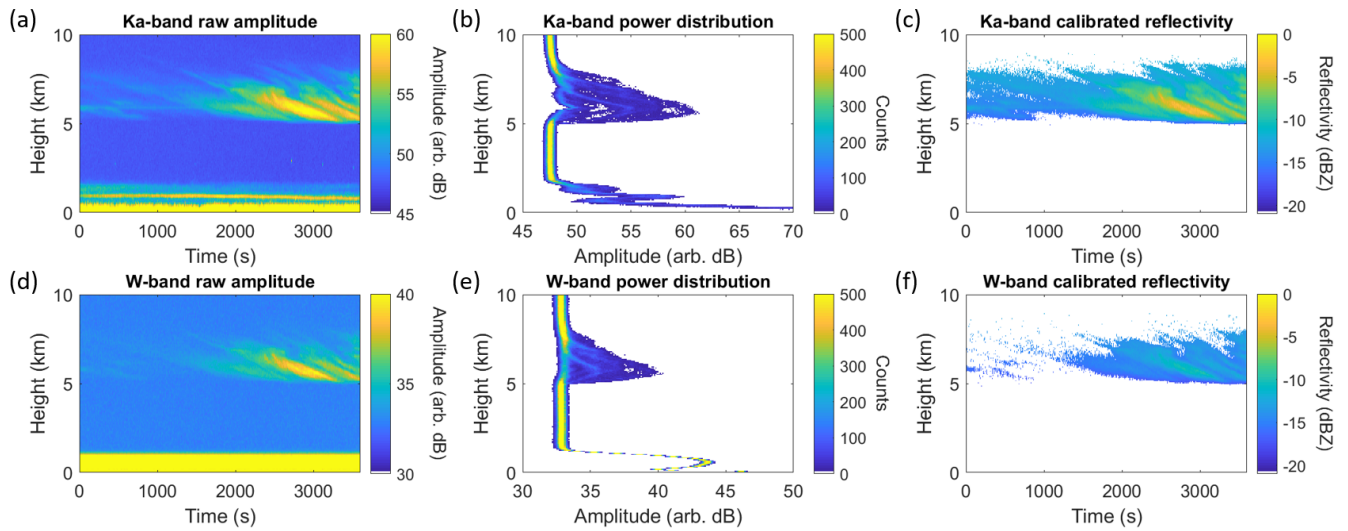 (a) Ka-band raw amplitude
10
5
0
Height (km)
0 1000 2000 3000
Time (s)
60
55
50
45
Amplitude (arb. dB)
(b) Ka-band power distribution
10
5
0
Height (km)
45 50 55 60 65 70
Amplitude (arb. dB)
500
400
300
200
100
0
Counts
(c) Ka-band calibrated reflectivity
10
5
0
Height (km)
0 1000 2000 3000
Time (s)
0
-5
-10
-15
-20
Reflectivity (dBZ)
(d) W-band raw amplitude
10
5
0
Height (km)
0 1000 2000 3000
Time (s)
40
35
30
Amplitude (arb. dB)
(e) W-band power distribution
10
5
0
Height (km)
30 35 40 45 50
Amplitude (arb. dB)
500
400
300
200
100
0
Counts
(f) W-band calibrated reflectivity
10
5
0
Height (km)
0 1000 2000 3000
Time (s)
0
-5
-10
-15
-20
Reflectivity (dBZ)